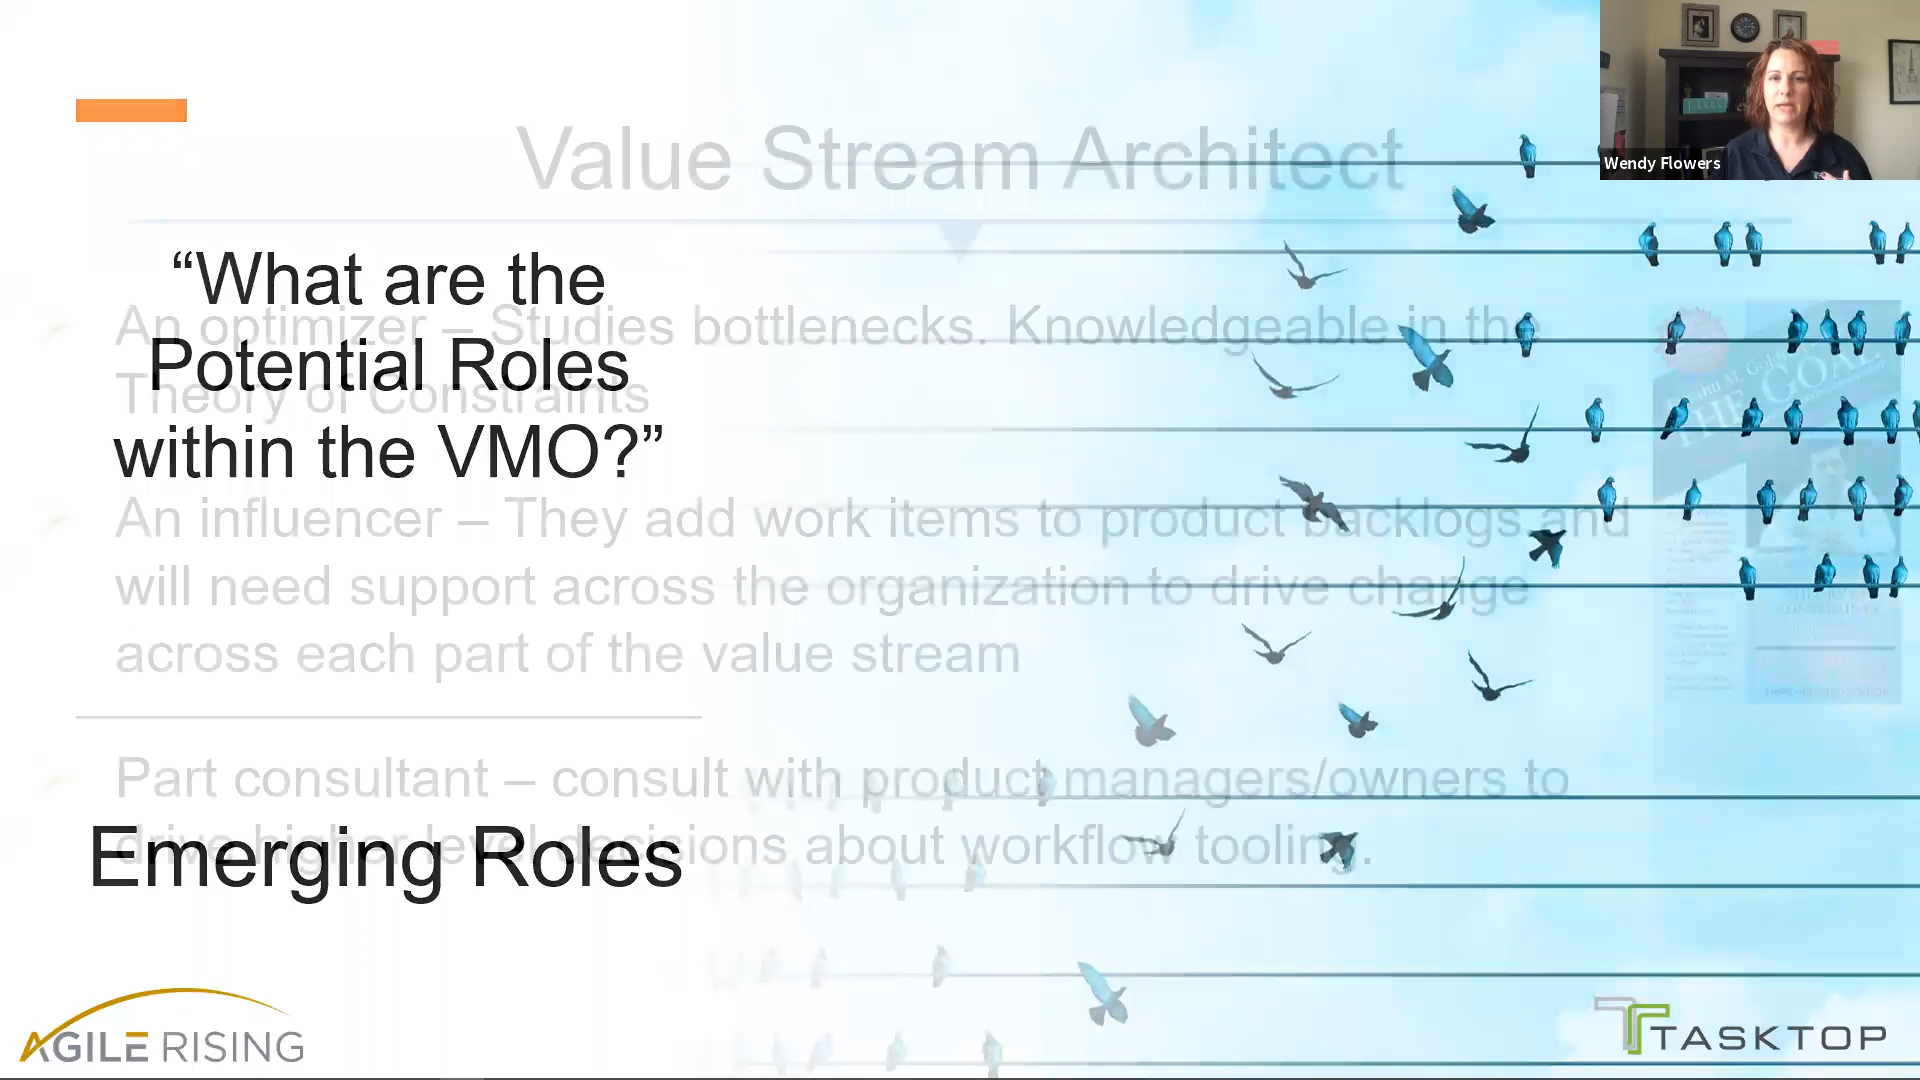 Wendy Flowers
Value Stream Architect
“What are the
Potential Roles
within the VMO?”
An optimizer – Studies bottlenecks. Knowledgeable in the
Theory of Constraints
An influencer – They add work items to product backlogs and
will need support across the organization to drive change
across each part of the value stream
Part consultant – consult with product managers/owners to
drive higher level decisions about workflow tooling.
Emerging Roles
THE GOAL
AGILE RISING
TASKTOP